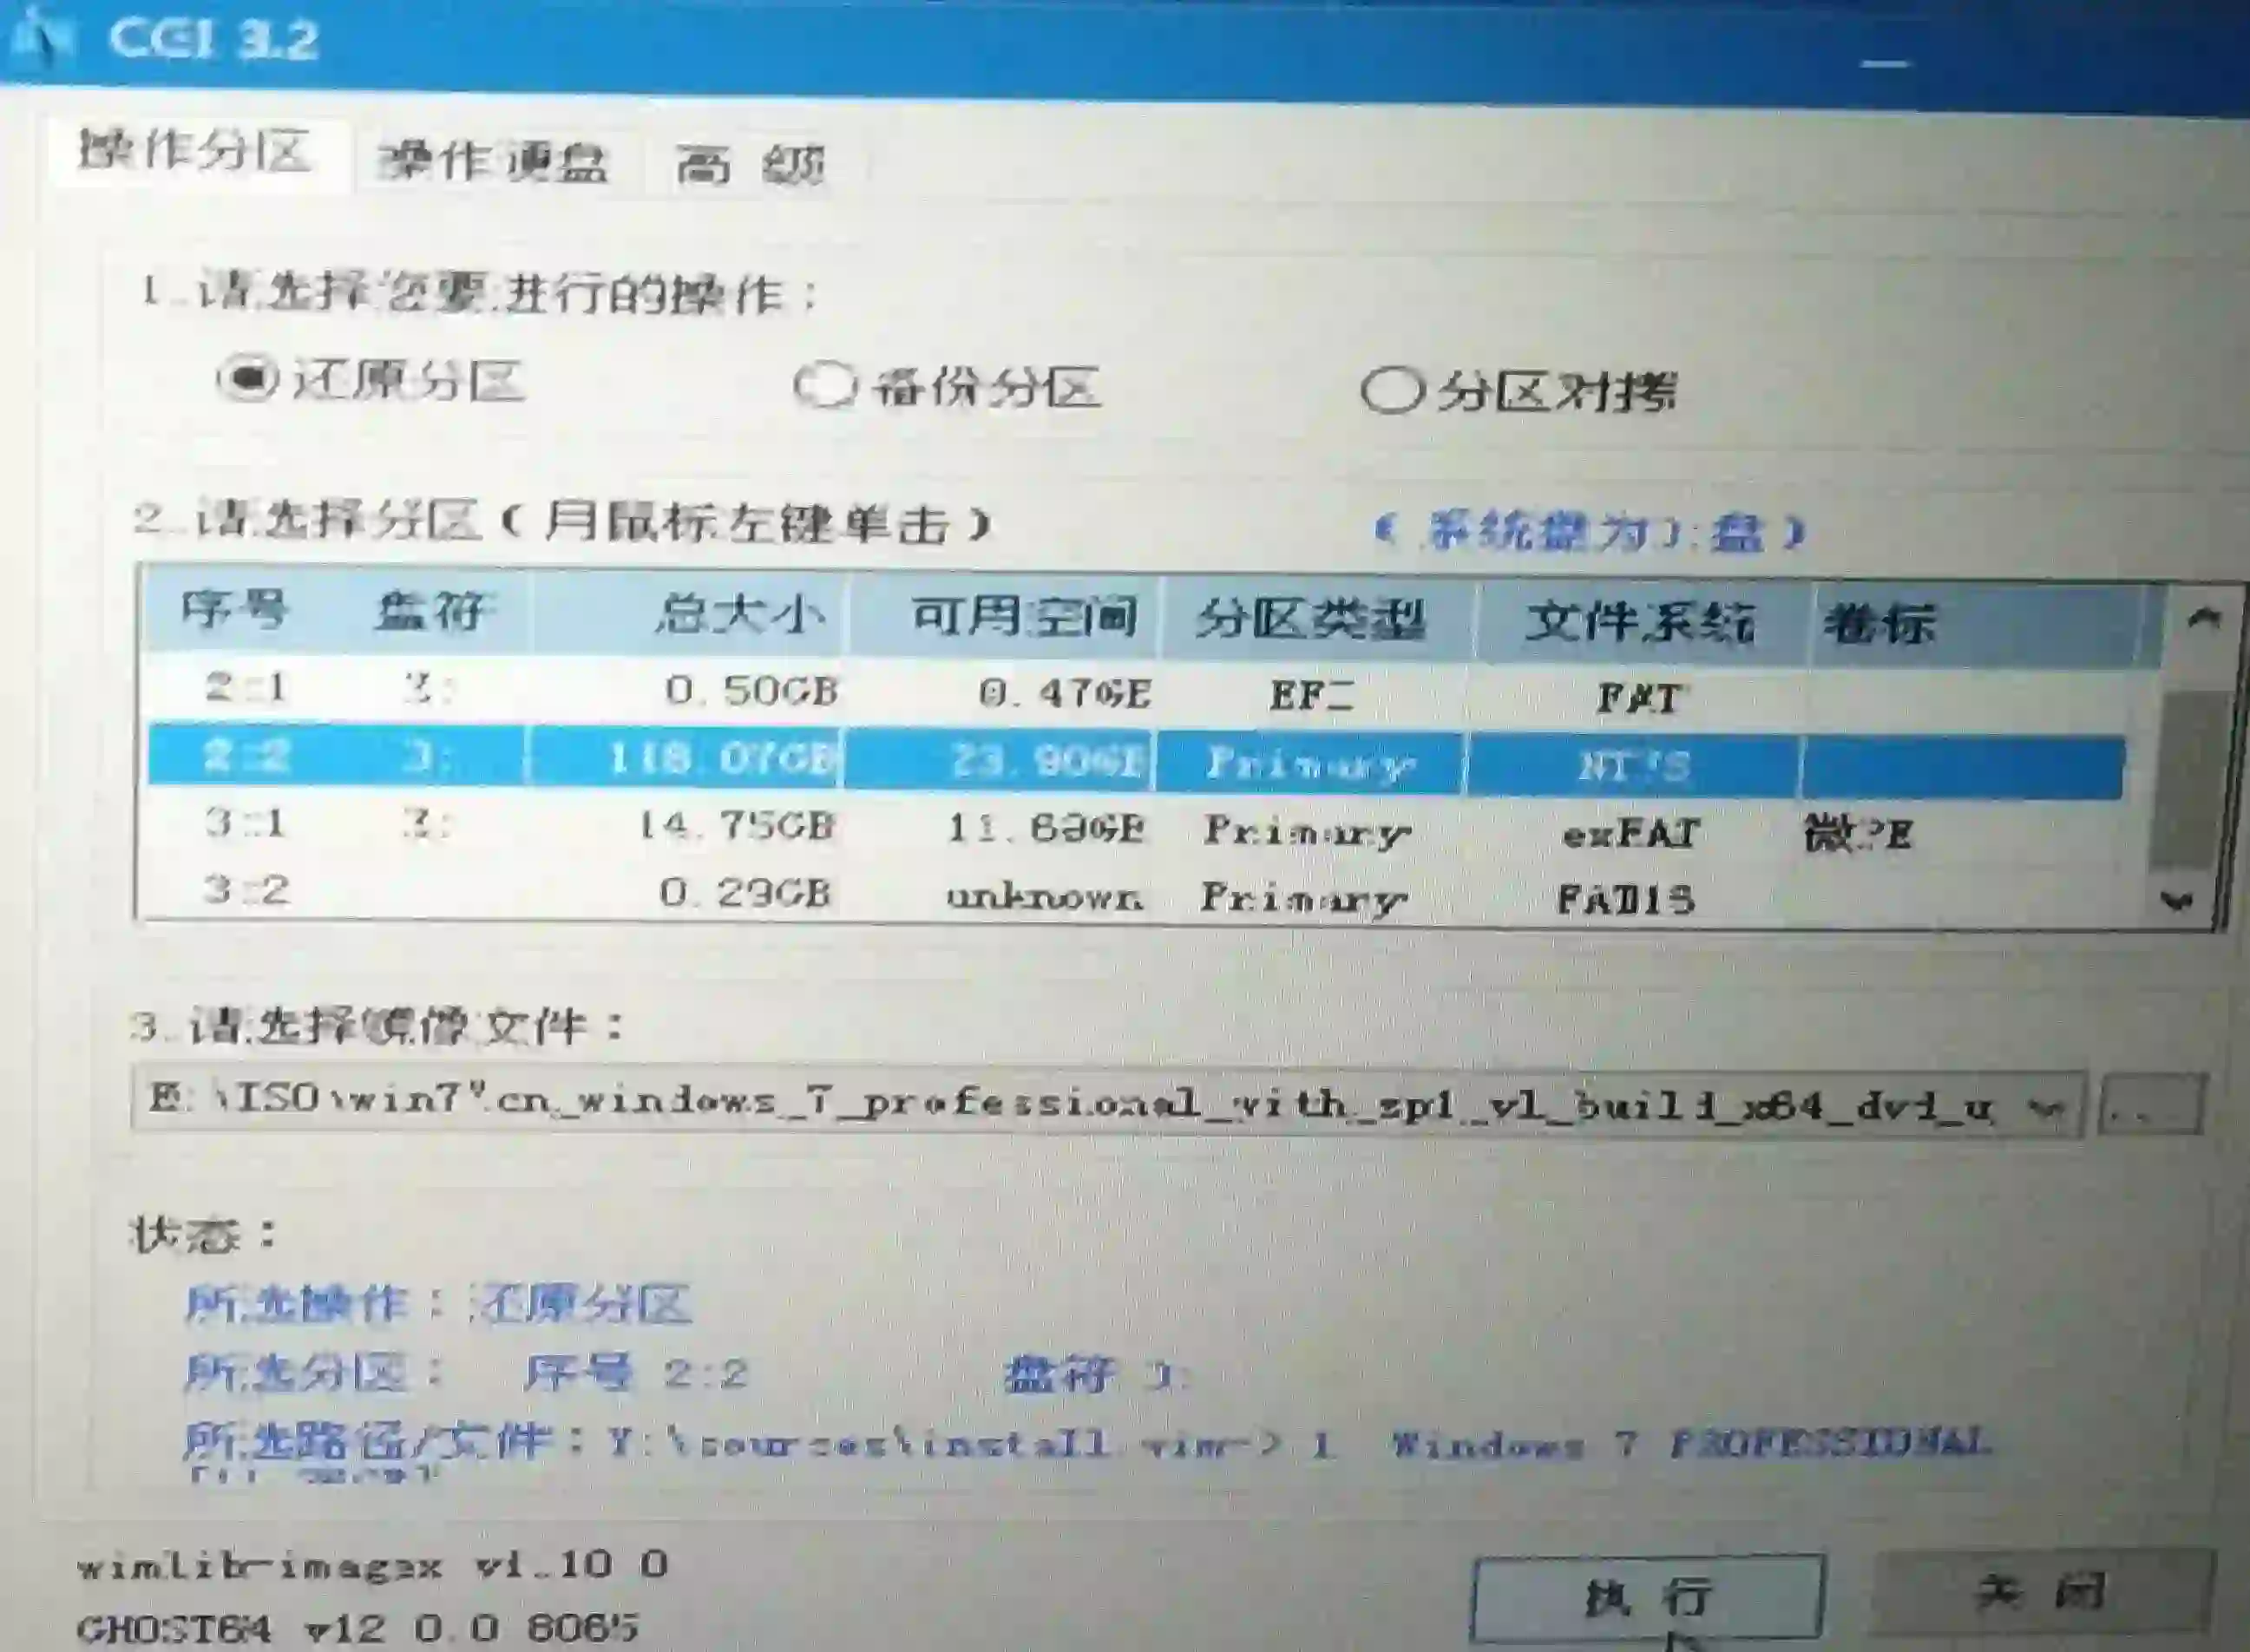 CGI 3.2
操作分区 操作硬盘 高 级
1.请选择您要进行的操作：
还原分区 备份分区 分区对拷
2.请选择分区（用鼠标左键单击） （系统盘为 盘）
序号 盘符 总大小 可用空间 分区类型 文件系统 卷标
2:1 0.50GB 0.47GB EFI FAT
2:2 118.07GB 23.90GB Primary NTFS
3:1 14.75GB Primary exFAT 微PE
3:2 unknown Primary FAT16
3.请选择镜像文件：
E:\ISO\win7\cn_windows_7_professional_with_sp1_vl_build_x64_dvd_u ...
状态：
所选操作：还原分区
所选分区： 序号 2:2 盘符
所选路径/文件：Y:\sources\install.wim-> 1 Windows 7 PROFESSIONAL
wimlib-imagex v1.10.0
GHOST64 v12.0.0.8065
执 行 关 闭